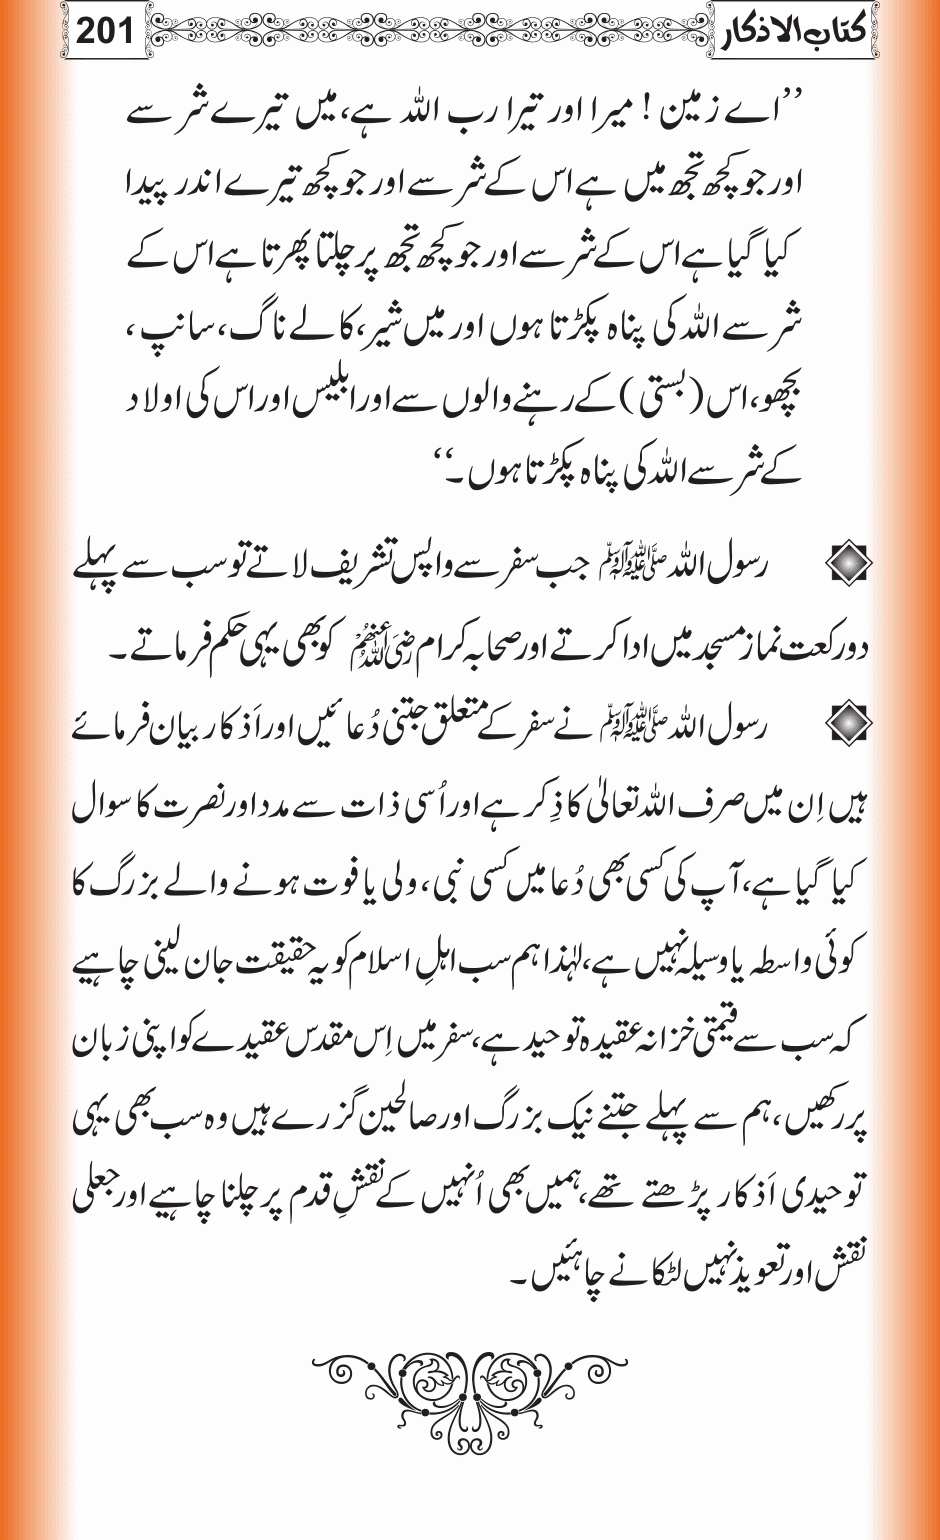 کتاب الاذکار 201
’’اے زمین! میرا اور تیرا رب اللہ ہے، میں تیرے شر سے
اور جو کچھ تجھ میں ہے اس کے شر سے اور جو کچھ تیرے اندر پیدا
کیا گیا ہے اس کے شر سے اور جو کچھ تجھ پر چلتا پھرتا ہے اس کے
شر سے اللہ کی پناہ پکڑتا ہوں اور میں شیر، کالے ناگ، سانپ،
بچھو، اس (بستی) کے رہنے والوں سے اور ابلیس اور اس کی اولاد
کے شر سے اللہ کی پناہ پکڑتا ہوں۔‘‘
رسول اللہ ﷺ جب سفر سے واپس تشریف لاتے تو سب سے پہلے
دو رکعت نماز مسجد میں ادا کرتے اور صحابہ کرام رضی اللہ عنہم کو بھی یہی حکم فرماتے۔
رسول اللہ ﷺ نے سفر کے متعلق جتنی دُعائیں اور اَذکار بیان فرمائے
ہیں اِن میں صرف اللہ تعالیٰ کا ذِکر ہے اور اُسی ذات سے مدد اور نصرت کا سوال
کیا گیا ہے، آپ کی کسی بھی دُعا میں کسی نبی، ولی یا فوت ہونے والے بزرگ کا
کوئی واسطہ یا وسیلہ نہیں ہے، لہٰذا ہم سب اہلِ اسلام کو یہ حقیقت جان لینی چاہیے
کہ سب سے قیمتی خزانہ عقیدہ توحید ہے، سفر میں اِس مقدس عقیدے کو اپنی زبان
پر رکھیں، ہم سے پہلے جتنے نیک بزرگ اور صالحین گزرے ہیں وہ سب بھی یہی
توحیدی اَذکار پڑھتے تھے، ہمیں بھی اُنہیں کے نقشِ قدم پر چلنا چاہیے اور جعلی
نقش اور تعویذ نہیں لٹکانے چاہئیں۔